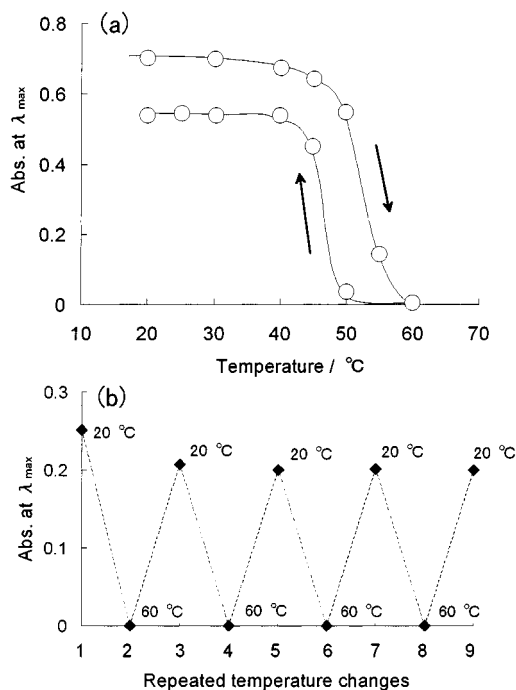 (a)
0.8
0.6
0.4
0.2
0
Abs. at λ max
10 20 30 40 50 60 70
Temperature / ℃
(b)
0.3
0.2
0.1
0
Abs. at λ max
20 ℃
20 ℃
20 ℃
20 ℃
20 ℃
60 ℃
60 ℃
60 ℃
60 ℃
1 2 3 4 5 6 7 8 9
Repeated temperature changes